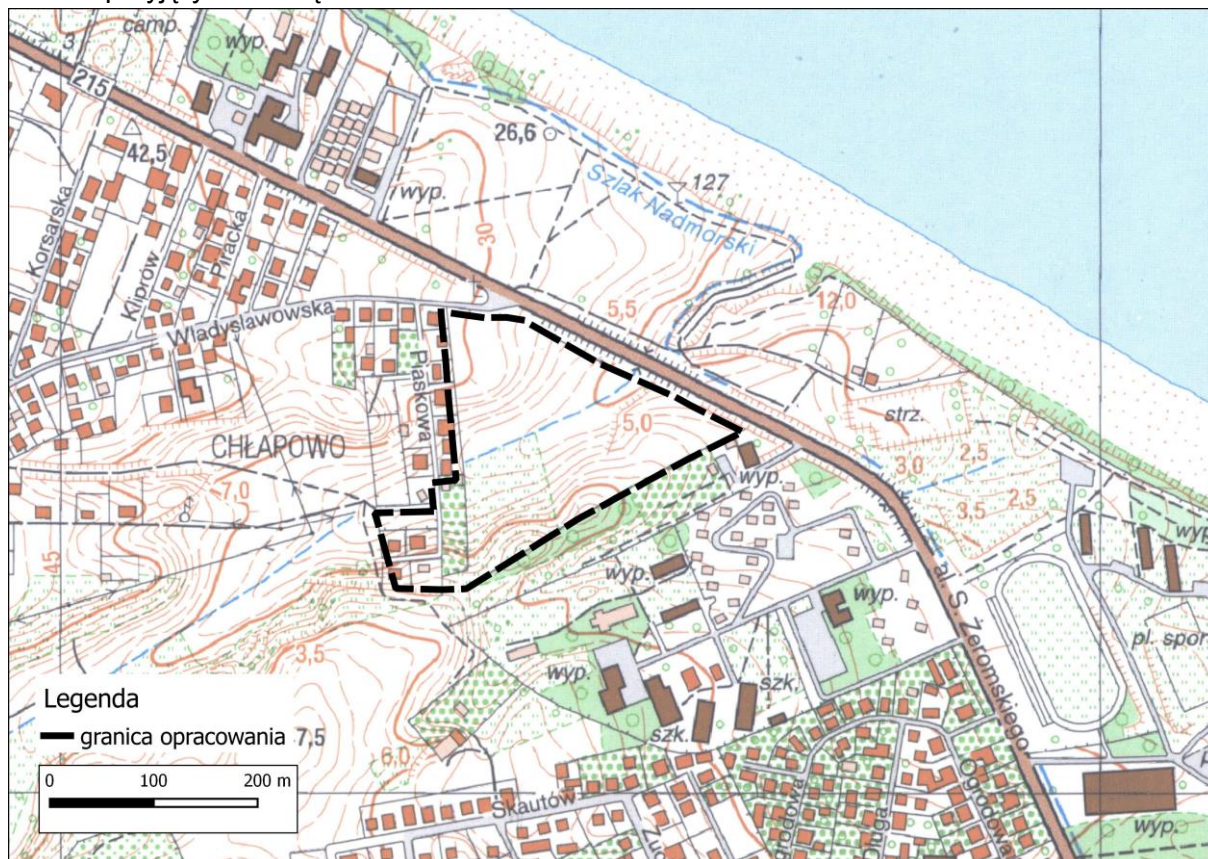 camp.
wyp.
3
215
42,5
26,6
127
Szlak Nadmorski
wyp.
30
Korsarska
Kliprów
Piracka
Władysławowska
5,5
12,0
Piaskowa
5,0
strz.
CHŁAPOWO
7,0
wyp.
3,0
2,5
3,5
2,5
45
wyp.
wyp.
wyp.
al. S. Żeromskiego
pl. spor
3,5
wyp.
szk.
szk.
Legenda
granica opracowania
7,5
6,0
0 100 200 m
Skautów
Ogrodowa
wyp.